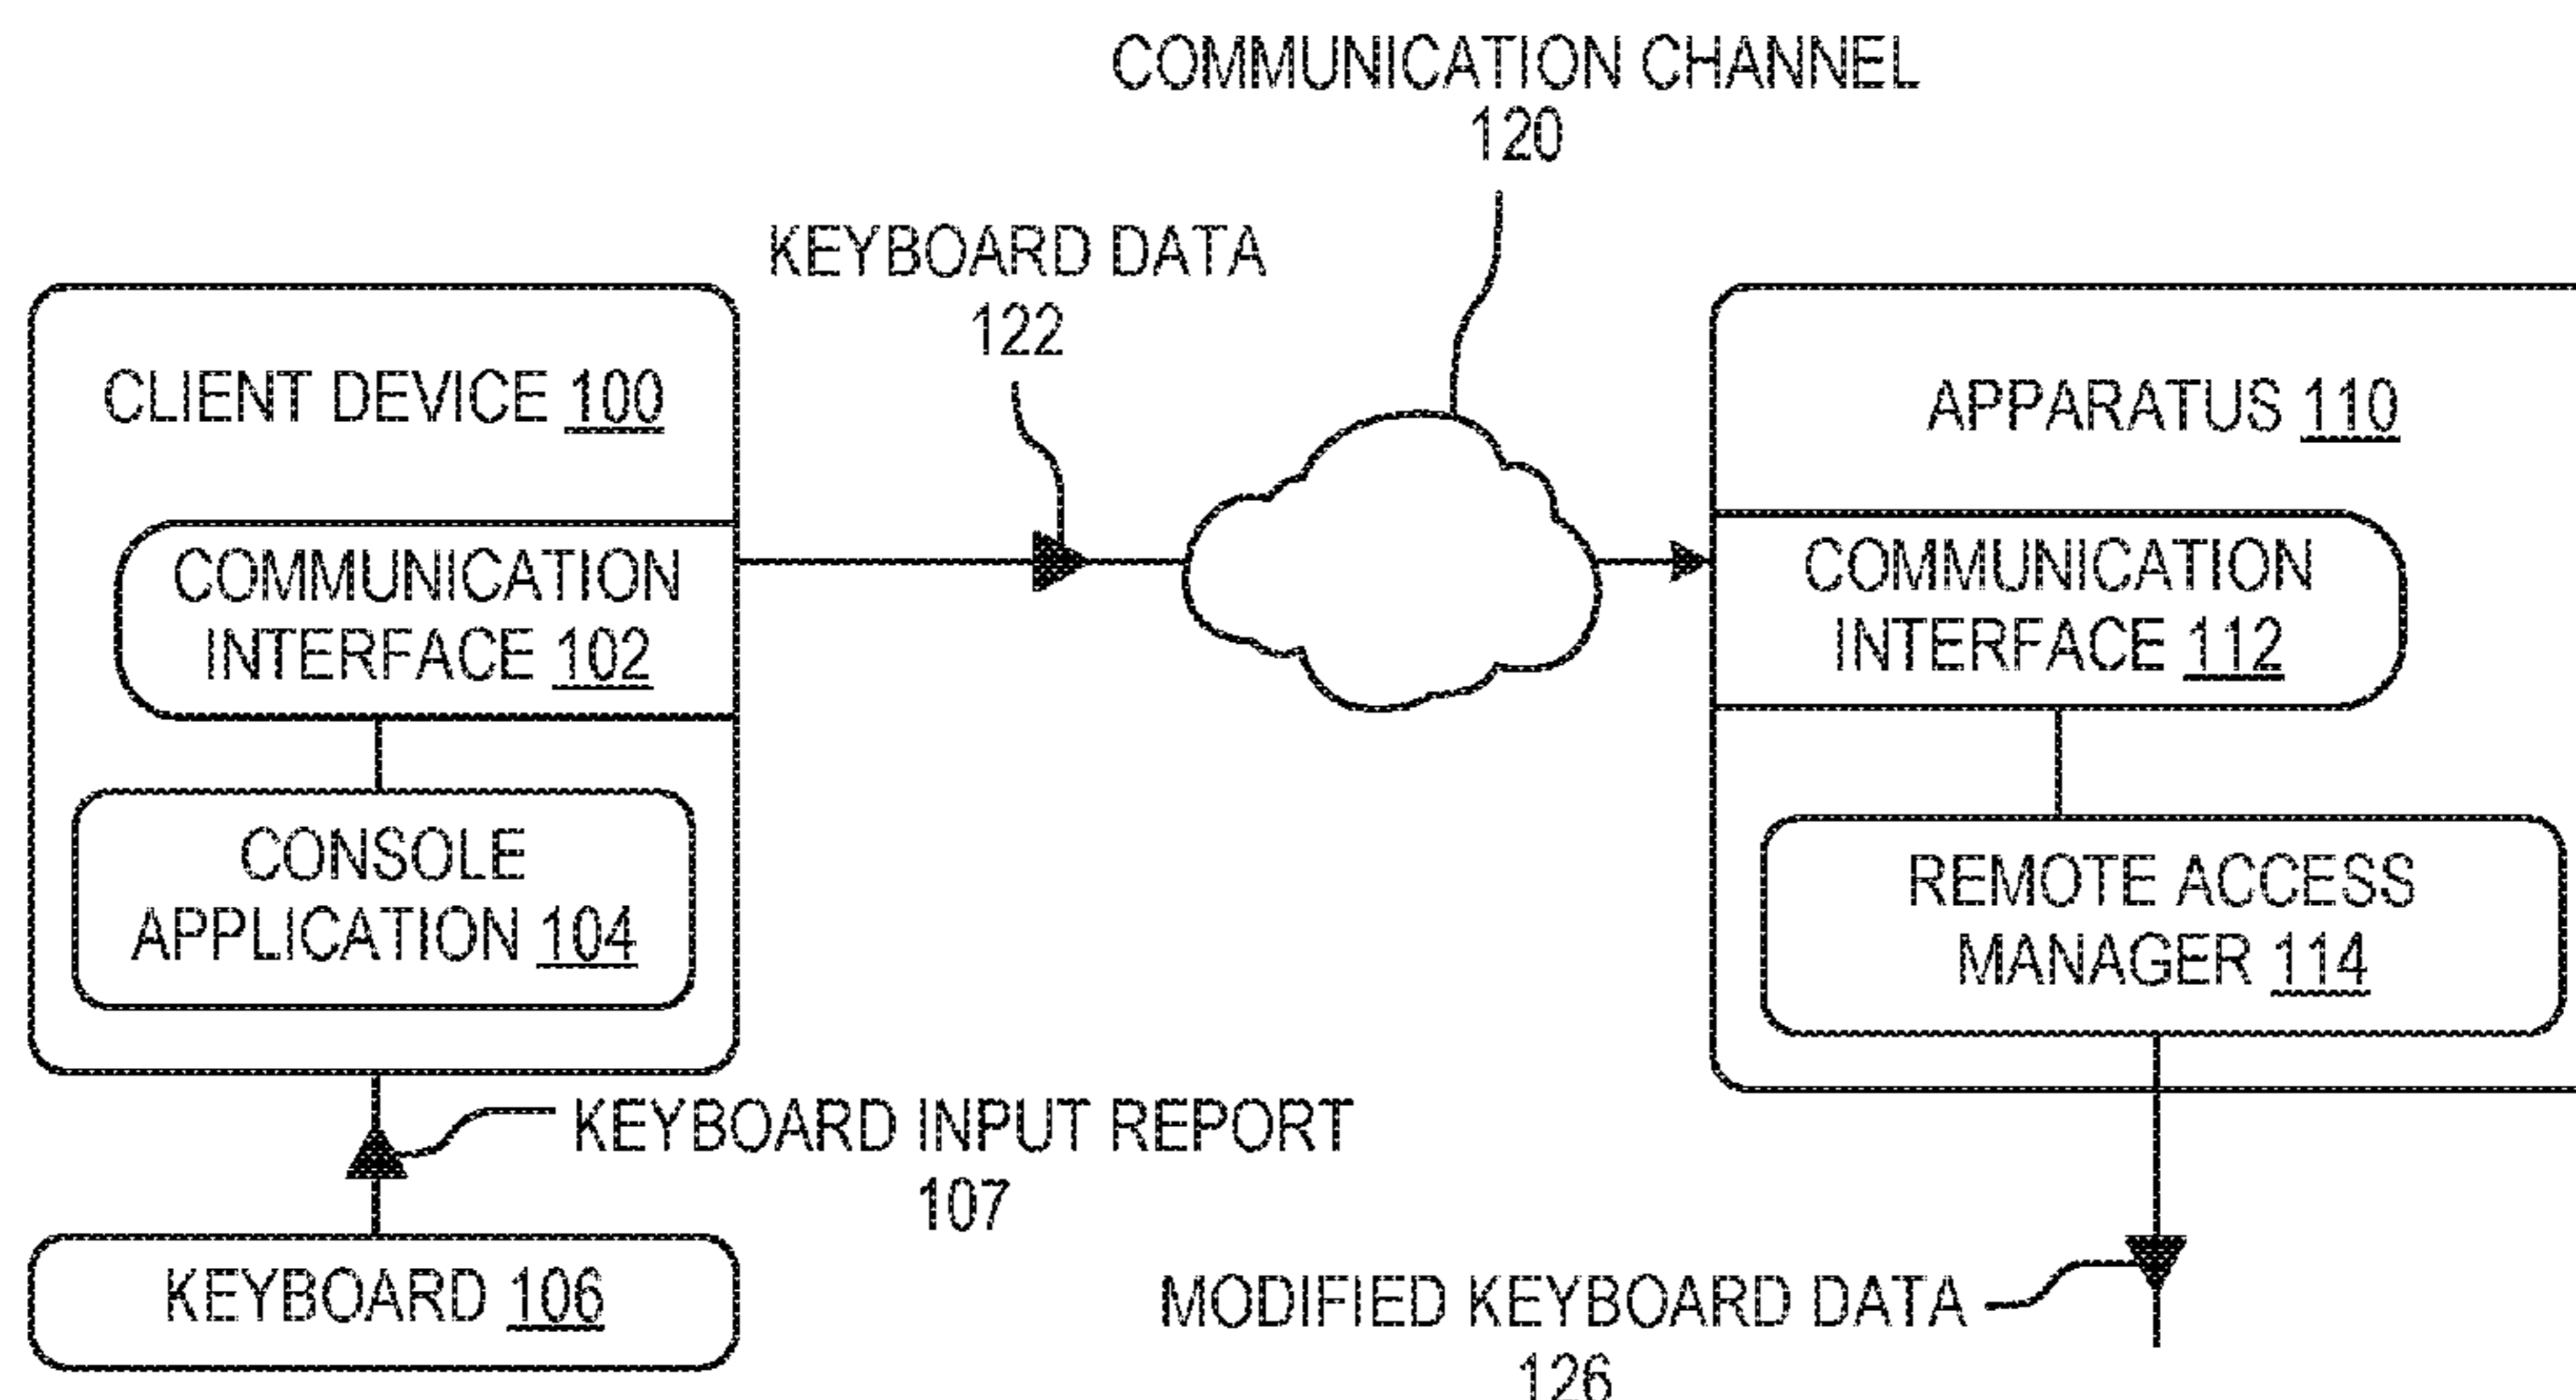 COMMUNICATION CHANNEL
120
KEYBOARD DATA
122
CLIENT DEVICE 100
COMMUNICATION
INTERFACE 102
CONSOLE
APPLICATION 104
KEYBOARD INPUT REPORT
107
KEYBOARD 106
APPARATUS 110
COMMUNICATION
INTERFACE 112
REMOTE ACCESS
MANAGER 114
MODIFIED KEYBOARD DATA
126